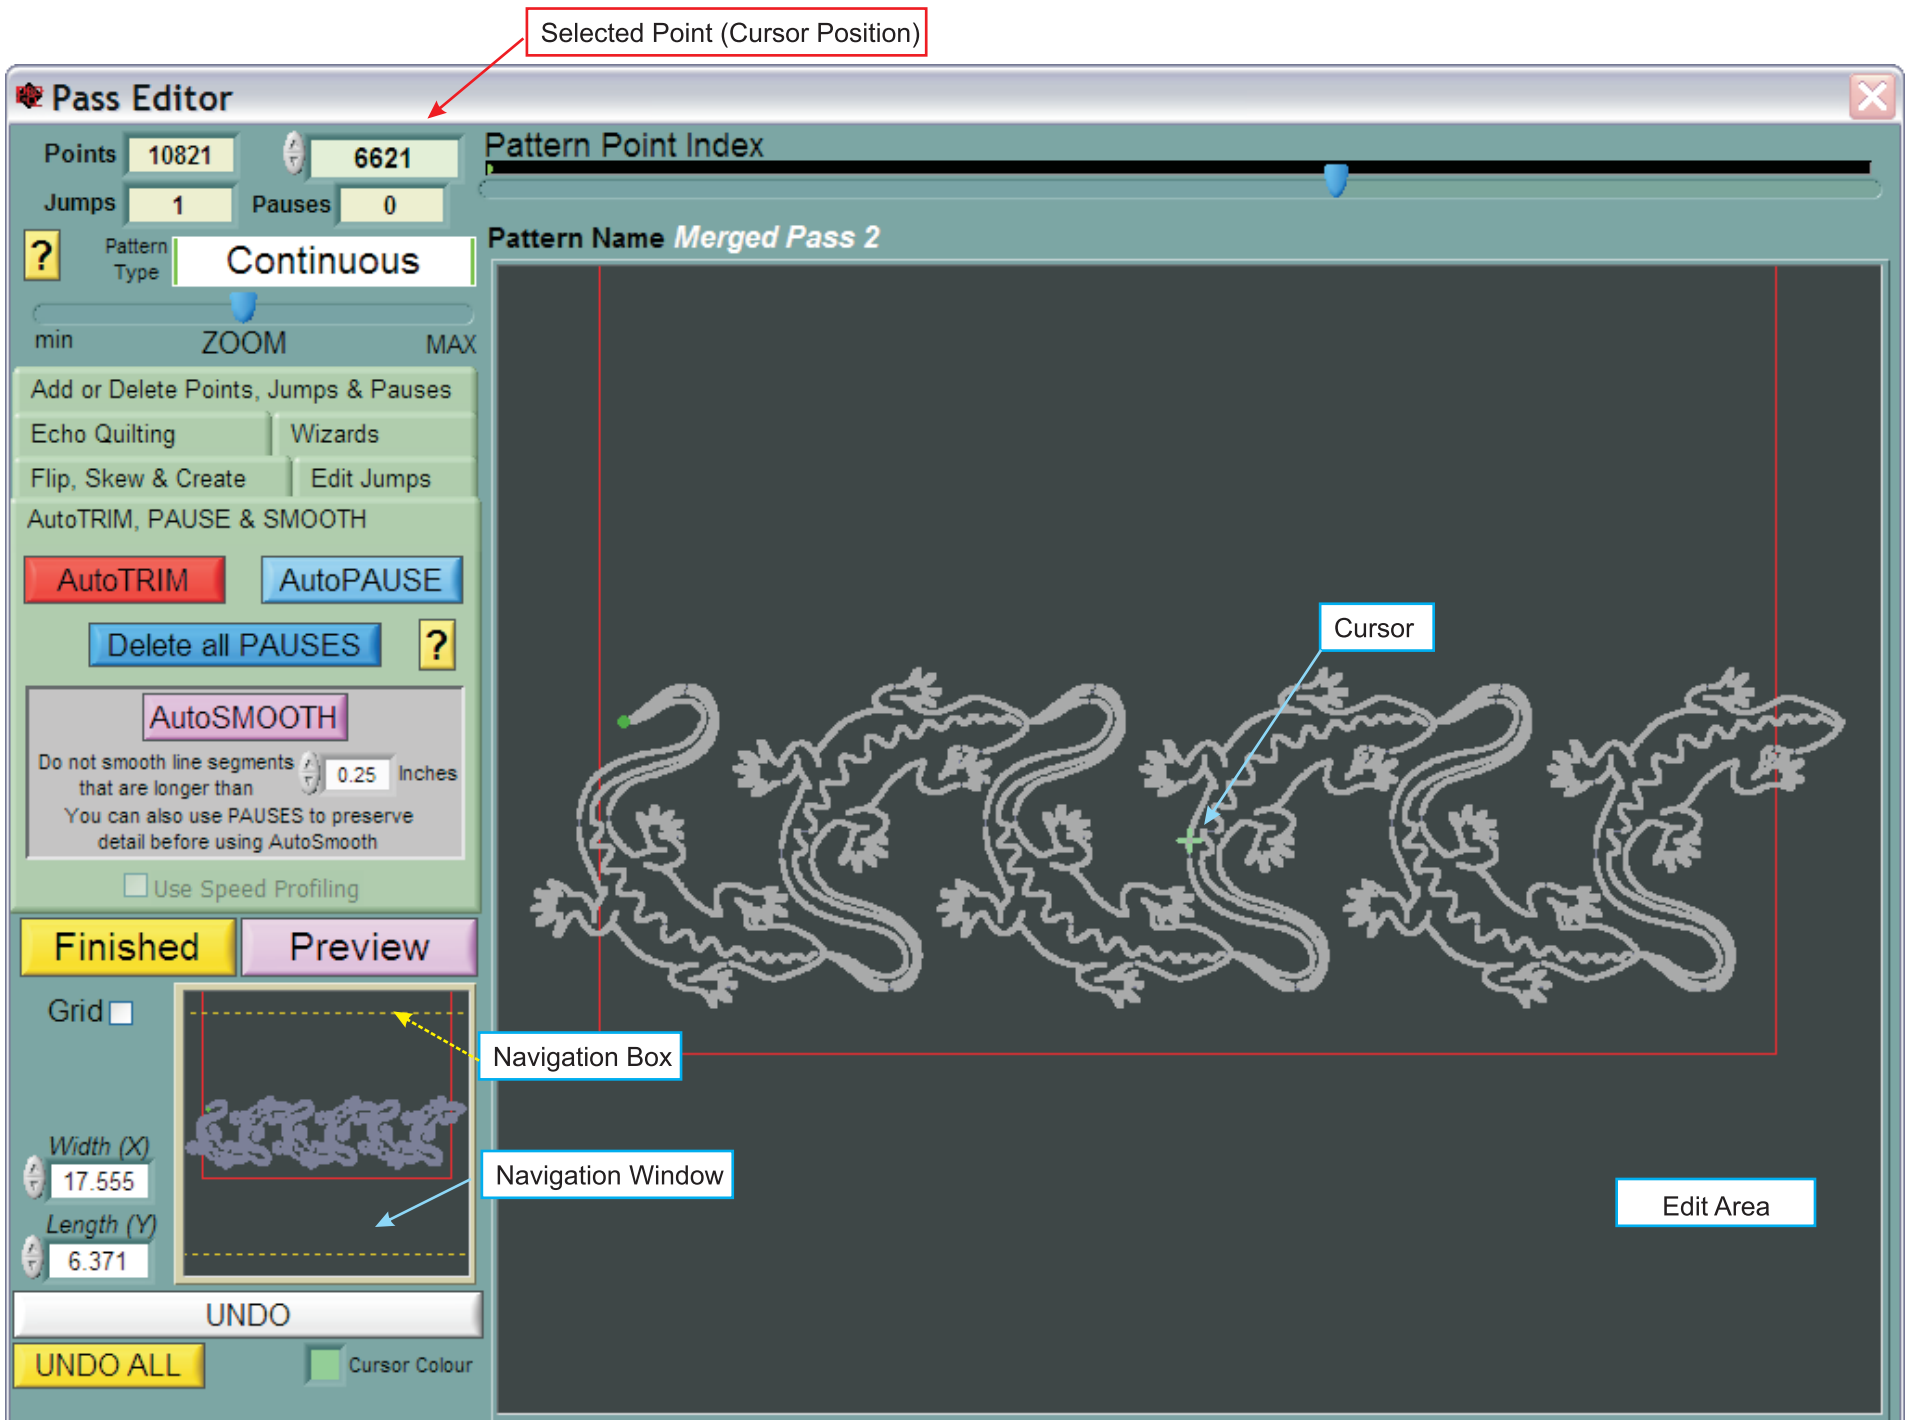 Selected Point (Cursor Position)
Pass Editor
Points 10821 6621
Pattern Point Index
Jumps 1 Pauses 0
? Pattern Type Continuous
Pattern Name Merged Pass 2
min ZOOM MAX
Add or Delete Points, Jumps & Pauses
Echo Quilting Wizards
Flip, Skew & Create Edit Jumps
AutoTRIM, PAUSE & SMOOTH
AutoTRIM AutoPAUSE
Delete all PAUSES ?
Cursor
AutoSMOOTH
Do not smooth line segments
that are longer than 0.25 Inches
You can also use PAUSES to preserve
detail before using AutoSmooth
Use Speed Profiling
Finished Preview
Grid
Navigation Box
Width (X)
17.555
Navigation Window
Edit Area
Length (Y)
6.371
UNDO
UNDO ALL Cursor Colour